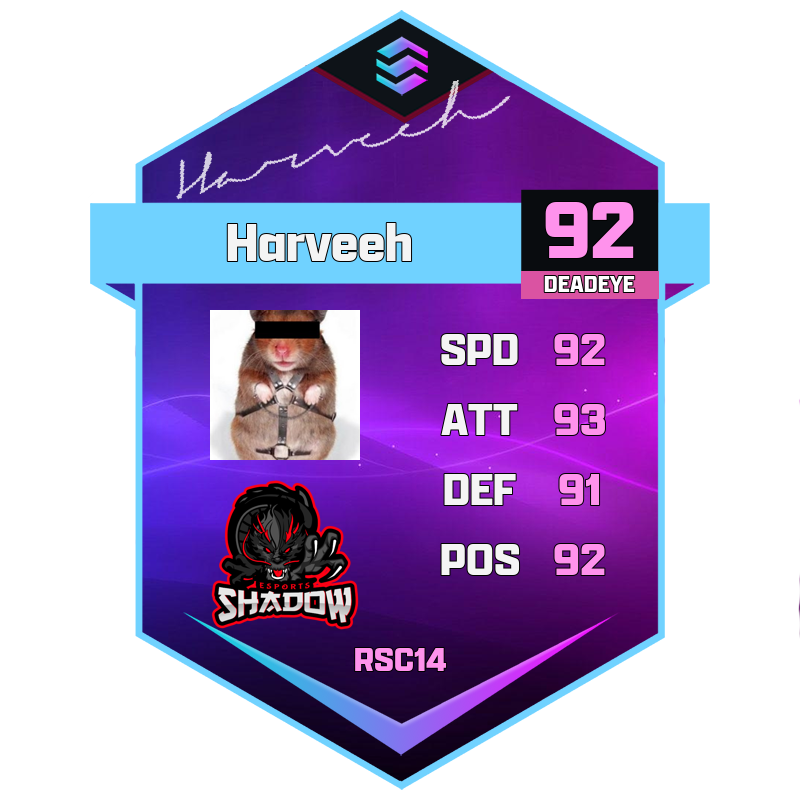 Harveeh
Harveeh
92
DEADEYE
SPD 92
ATT 93
DEF 91
POS 92
ESPORTS
SHADOW
RSC14